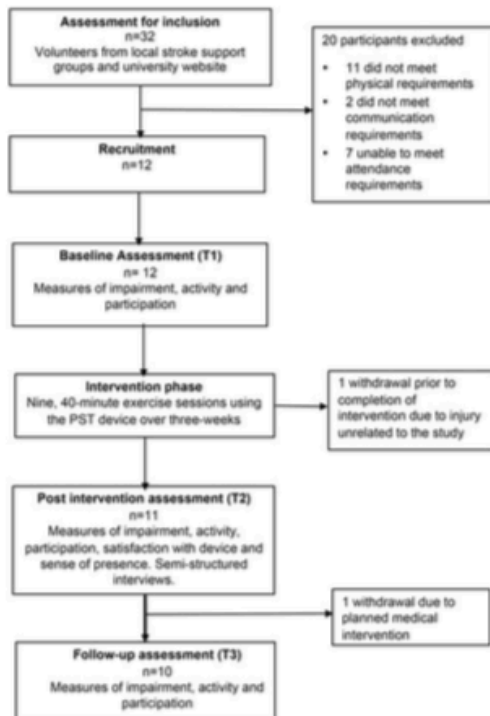 Assessment for inclusion
n=32
Volunteers from local stroke support
groups and university website
20 participants excluded
• 11 did not meet
physical requirements
• 2 did not meet
communication
requirements
• 7 unable to meet
attendance
requirements
Recruitment
n=12
Baseline Assessment (T1)
n= 12
Measures of impairment, activity and
participation
Intervention phase
Nine, 40-minute exercise sessions using
the PST device over three-weeks
1 withdrawal prior to
completion of
intervention due to injury
unrelated to the study
Post intervention assessment (T2)
n=11
Measures of impairment, activity,
participation, satisfaction with device and
sense of presence. Semi-structured
interviews.
1 withdrawal due to
planned medical
intervention
Follow-up assessment (T3)
n=10
Measures of impairment, activity and
participation